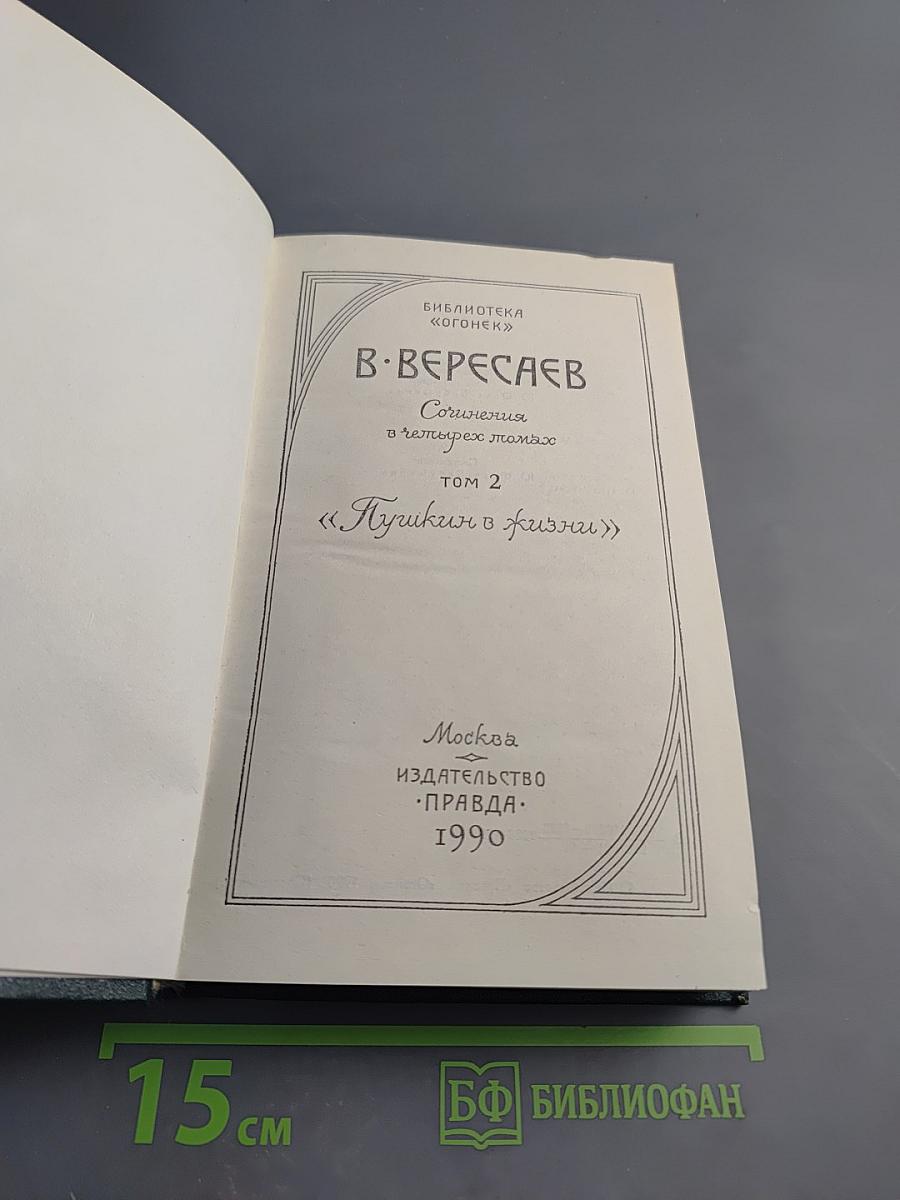 БИБЛИОТЕКА
«ОГОНЕК»
В·ВЕРЕСАЕВ
Сочинения
в четырех томах
ТОМ 2
«Пушкин в жизни»
Москва
ИЗДАТЕЛЬСТВО
·ПРАВДА·
1990
15 см
БФ БИБЛИОФАН